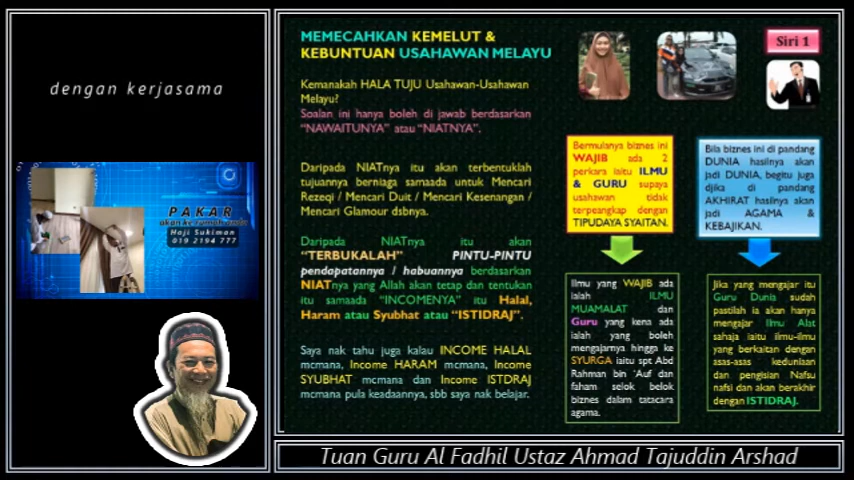 dengan kerjasama
PAKAR
akan ke rumah anda
Haji Sukiman
019 2194 777
MEMECAHKAN KEMELUT &
KEBUNTUAN USAHAWAN MELAYU
Kemanakah HALA TUJU Usahawan-Usahawan
Melayu?
Soalan ini hanya boleh di jawab berdasarkan
"NAWAITUNYA" atau "NIATNYA".
Daripada NIATnya itu akan terbentuklah
tujuannya berniaga samaada untuk Mencari
Rezeqi / Mencari Duit / Mencari Kesenangan /
Mencari Glamour dsbnya.
Daripada NIATnya itu akan
"TERBUKALAH" PINTU-PINTU
pendapatannya / habuannya berdasarkan
NIATnya yang Allah akan tetap dan tentukan
itu samaada "INCOMENYA" itu Halal,
Haram atau Syubhat atau "ISTIDRAJ".
Saya nak tahu juga kalau INCOME HALAL
mcmana, Income HARAM mcmana, Income
SYUBHAT mcmana dan Income ISTDRAJ
mcmana pula keadaannya, sbb saya nak belajar.
Siri 1
Bermulanya biznes ini
WAJIB ada 2
perkara iaitu ILMU
& GURU supaya
usahawan tidak
terpeangkap dengan
TIPUDAYA SYAITAN.
Bila biznes ini di pandang
DUNIA hasilnya akan
jadi DUNIA, begitu juga
djika di pandang
AKHIRAT hasilnya akan
jadi AGAMA &
KEBAJIKAN.
Ilmu yang WAJIB ada
ialah ILMU
MUAMALAT dan
Guru yang kena ada
ialah yang boleh
mengajarnya hingga ke
SYURGA iaitu spt Abd
Rahman bin 'Auf dan
faham selok belok
biznes dalam tatacara
agama.
Jika yang mengajar itu
Guru Dunia sudah
pastilah ia akan hanya
mengajar Ilmu Alat
sahaja iaitu ilmu-ilmu
yang berkaitan dengan
asas-asas keduniaan
dan pengisian Nafsu
nafsi dan akan berakhir
dengan ISTIDRAJ.
Tuan Guru Al Fadhil Ustaz Ahmad Tajuddin Arshad